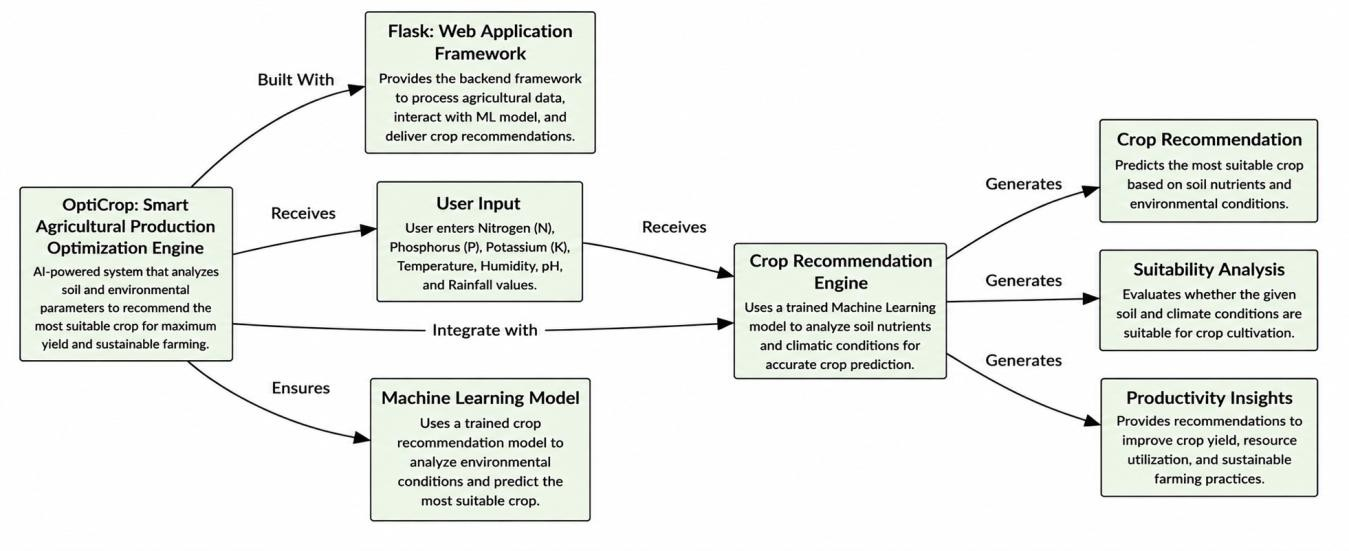 Flask: Web Application
Framework
Provides the backend framework
to process agricultural data,
interact with ML model, and
deliver crop recommendations.
Built With
OptiCrop: Smart
Agricultural Production
Optimization Engine
AI-powered system that analyzes
soil and environmental
parameters to recommend the
most suitable crop for maximum
yield and sustainable farming.
Receives
User Input
User enters Nitrogen (N),
Phosphorus (P), Potassium (K),
Temperature, Humidity, pH,
and Rainfall values.
Receives
Integrate with
Ensures
Machine Learning Model
Uses a trained crop
recommendation model to
analyze environmental
conditions and predict the
most suitable crop.
Crop Recommendation
Engine
Uses a trained Machine Learning
model to analyze soil nutrients
and climatic conditions for
accurate crop prediction.
Generates
Crop Recommendation
Predicts the most suitable crop
based on soil nutrients and
environmental conditions.
Generates
Suitability Analysis
Evaluates whether the given
soil and climate conditions are
suitable for crop cultivation.
Generates
Productivity Insights
Provides recommendations to
improve crop yield, resource
utilization, and sustainable
farming practices.